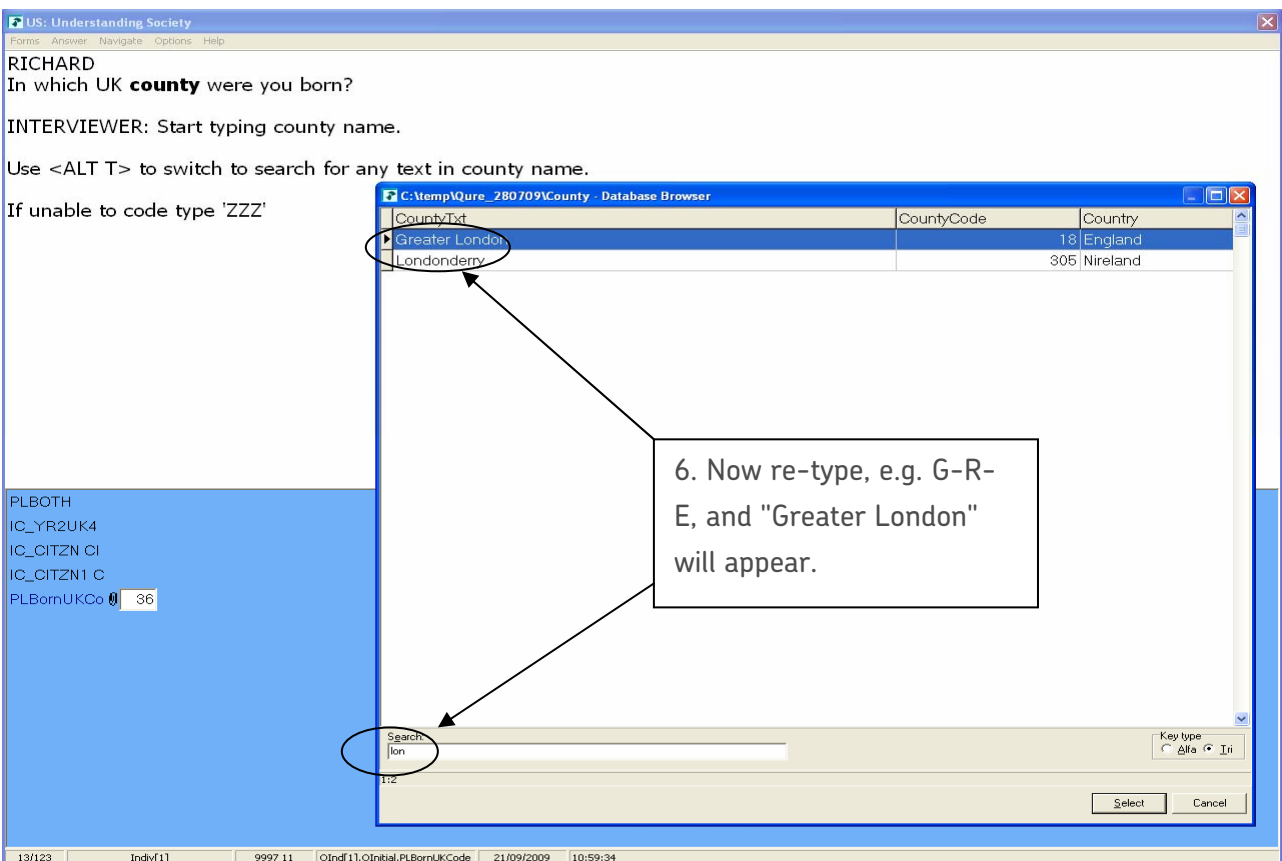 US: Understanding Society
Forms Answer Navigate Options Help
RICHARD
In which UK county were you born?
INTERVIEWER: Start typing county name.
Use <ALT T> to switch to search for any text in county name.
If unable to code type 'ZZZ'
C:\temp\Qure_280709\County - Database Browser
CountyTxt CountyCode Country
Greater London 18 England
Londonderry 305 Nireland
6. Now re-type, e.g. G-R-
E, and "Greater London"
will appear.
PLBOTH
IC_YR2UK4
IC_CITZN CI
IC_CITZN1 C
PLBornUKCo 36
Search:
lon
Key type
Alfa Tri
1:2
Select Cancel
13/123 Indiv[1] 9997 11 QInd[1].QInitial.PLBornUKCode 21/09/2009 10:59:34